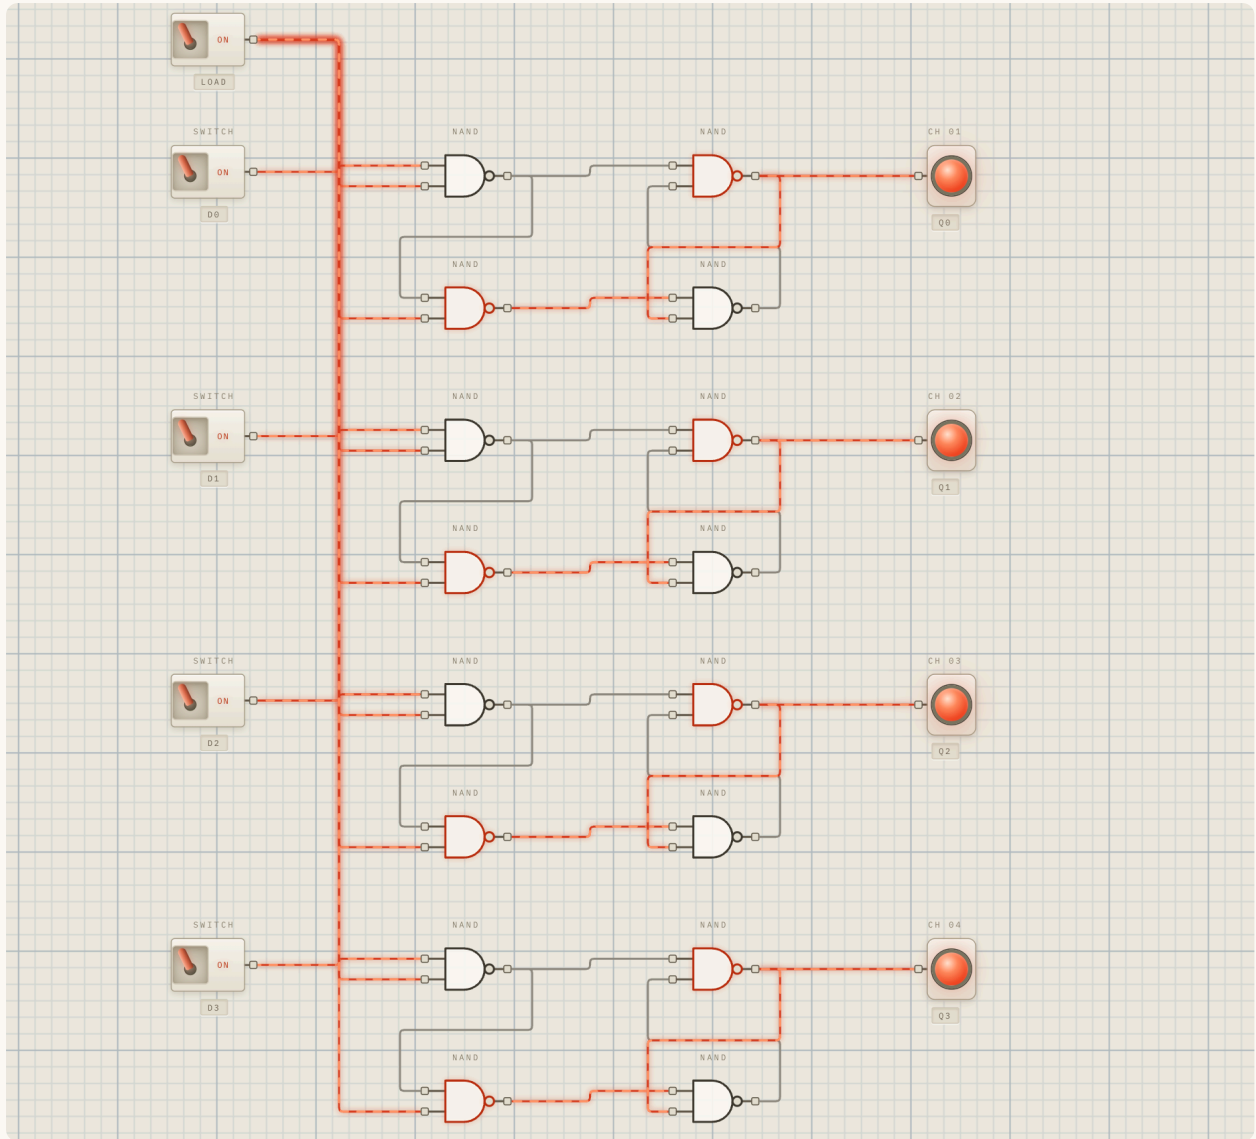 ON
LOAD
SWITCH
NAND
NAND
CH 01
ON
D0
Q0
NAND
NAND
SWITCH
NAND
NAND
CH 02
ON
D1
Q1
NAND
NAND
SWITCH
NAND
NAND
CH 03
ON
D2
Q2
NAND
NAND
SWITCH
NAND
NAND
CH 04
ON
D3
Q3
NAND
NAND